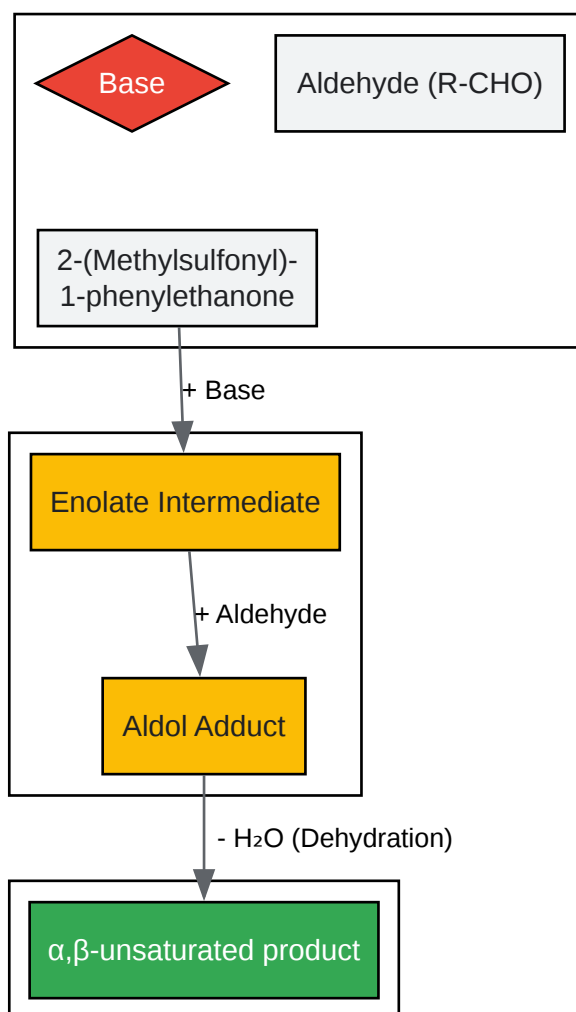 Base
Aldehyde (R-CHO)
2-(Methylsulfonyl)-
1-phenylethanone
+ Base
Enolate Intermediate
+ Aldehyde
Aldol Adduct
- H₂O (Dehydration)
α,β-unsaturated product